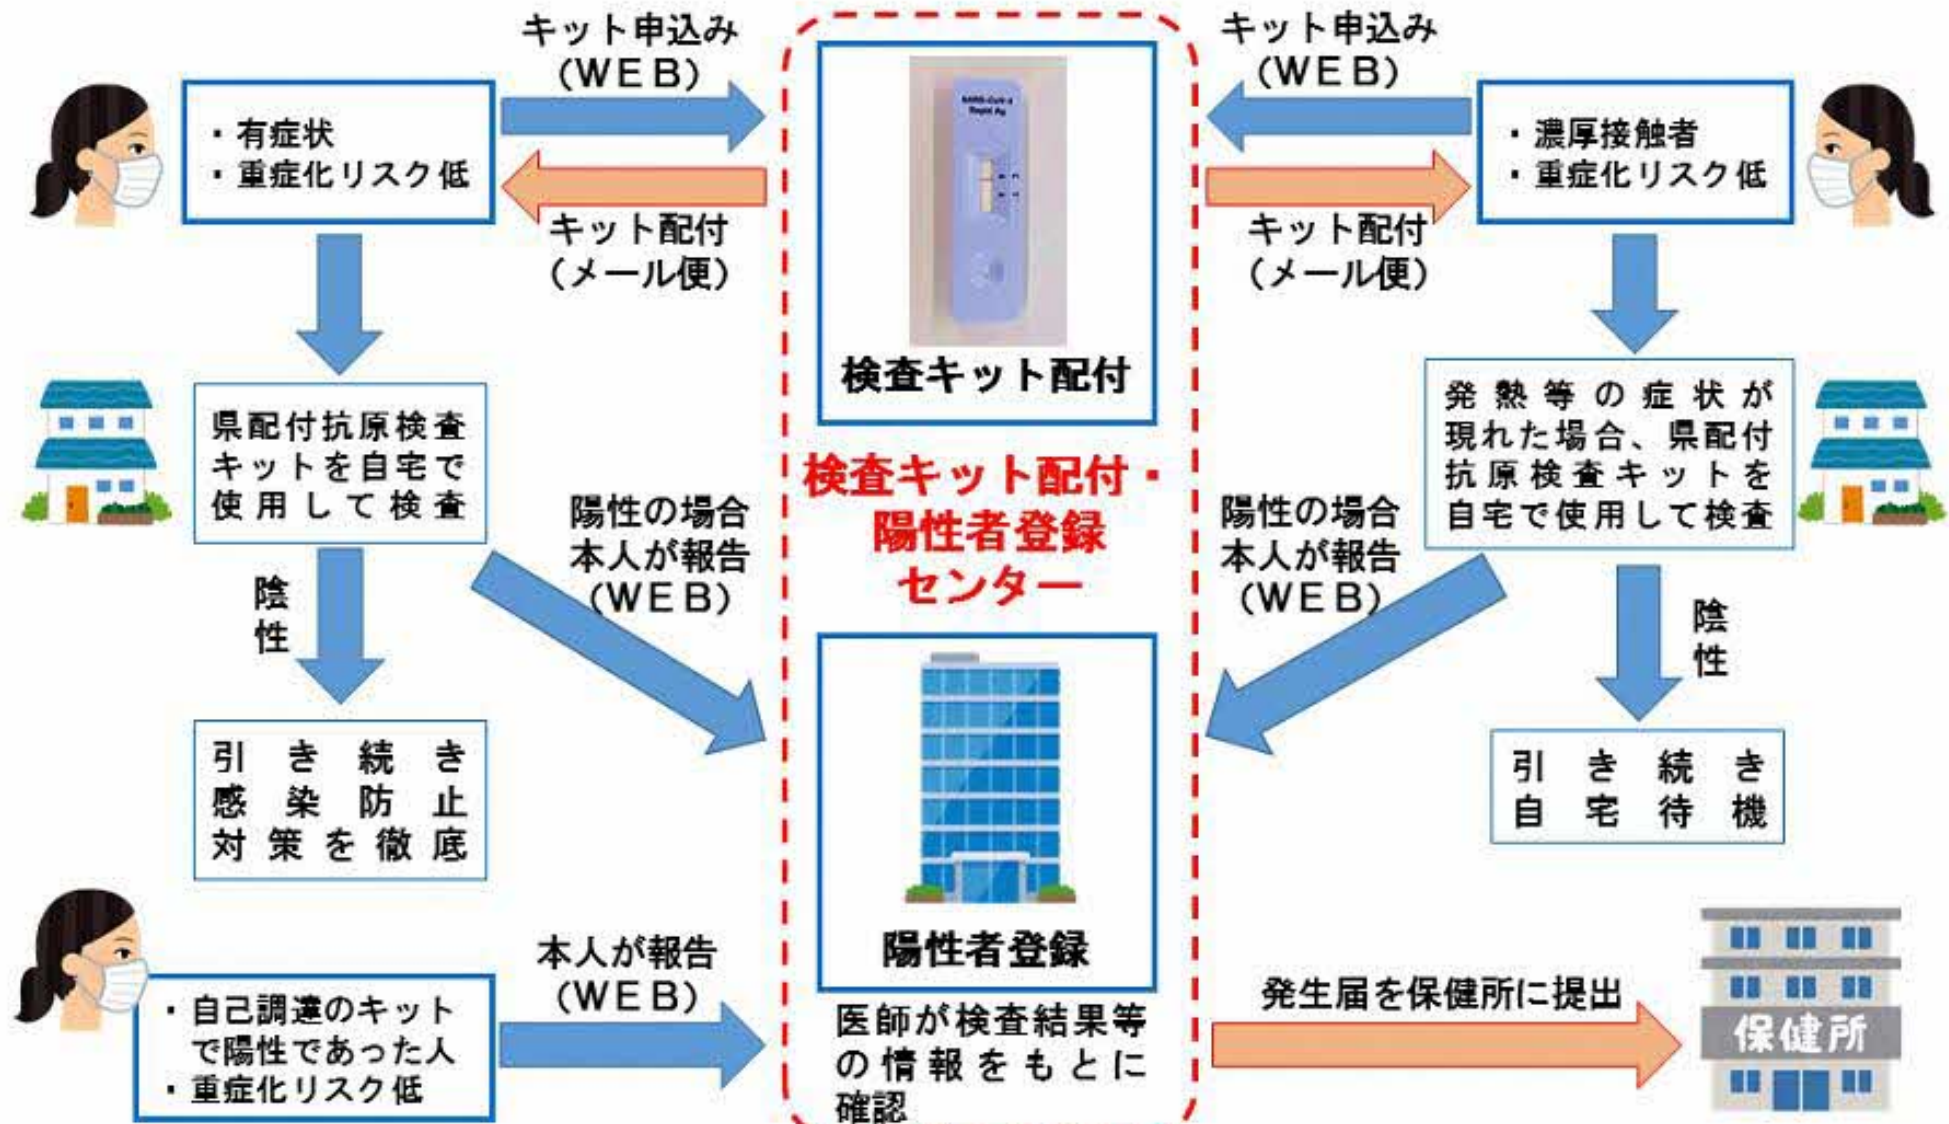 キット申込み
（ＷＥＢ）
・有症状
・重症化リスク低
キット配付
（メール便）
県配付抗原検査
キットを自宅で
使用して検査
陰
性
陽性の場合
本人が報告
（ＷＥＢ）
引き続き
感染防止
対策を徹底
・自己調達のキット
で陽性であった人
・重症化リスク低
本人が報告
（ＷＥＢ）
SARS-CoV-2
Rapid Ag
検査キット配付
検査キット配付・
陽性者登録
センター
陽性者登録
医師が検査結果等
の情報をもとに
確認
キット申込み
（ＷＥＢ）
・濃厚接触者
・重症化リスク低
キット配付
（メール便）
発熱等の症状が
現れた場合、県配付
抗原検査キットを
自宅で使用して検査
陽性の場合
本人が報告
（ＷＥＢ）
陰
性
引き続き
自宅待機
発生届を保健所に提出
保健所